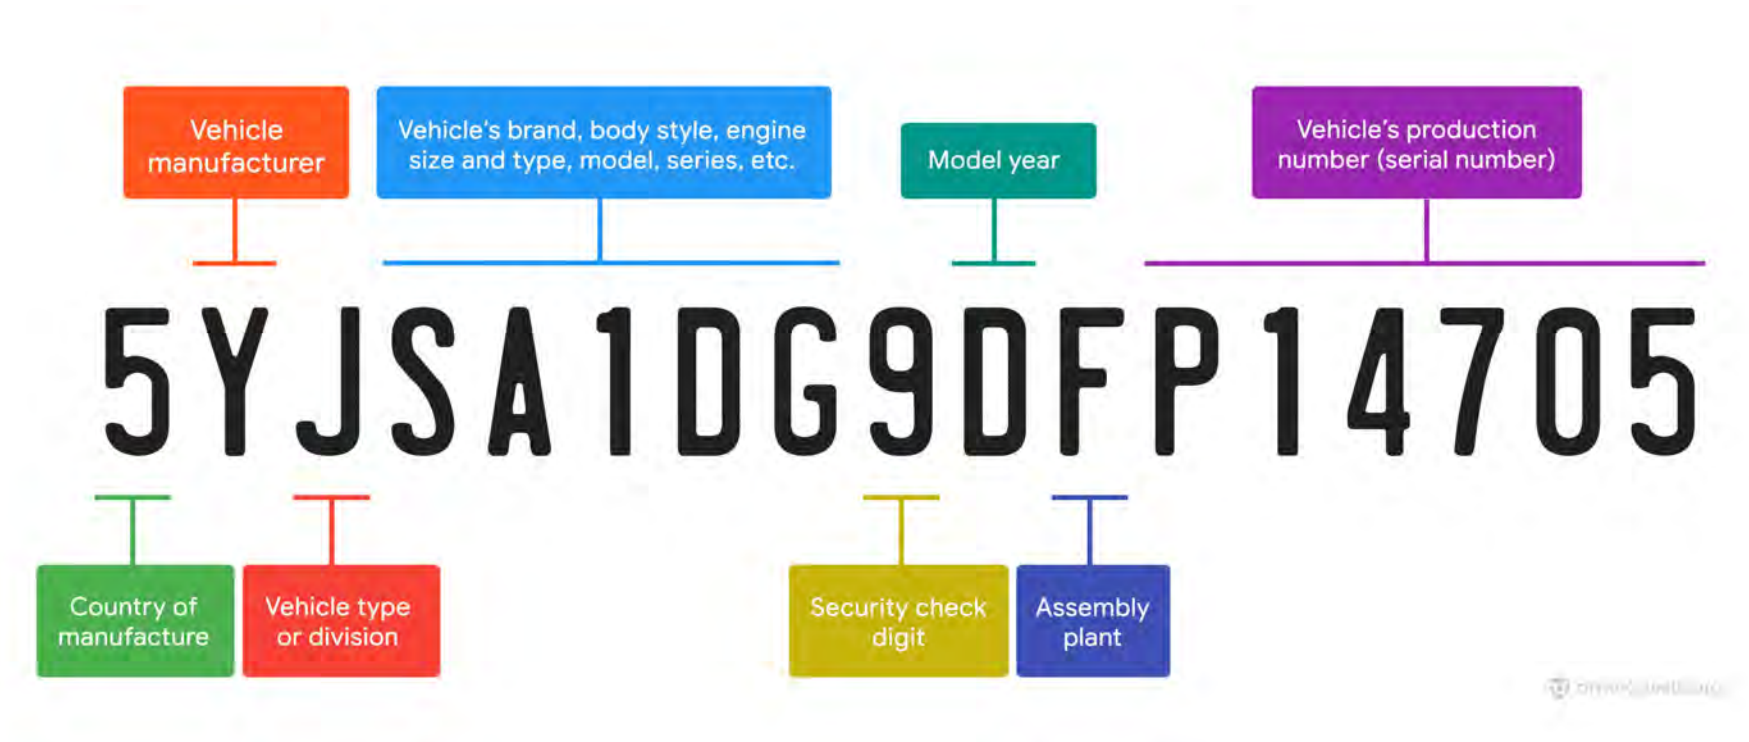 Vehicle
manufacturer
Vehicle's brand, body style, engine
size and type, model, series, etc.
Model year
Vehicle's production
number (serial number)
5YJSA1DG9DFP14705
Country of
manufacture
Vehicle type
or division
Security check
digit
Assembly
plant